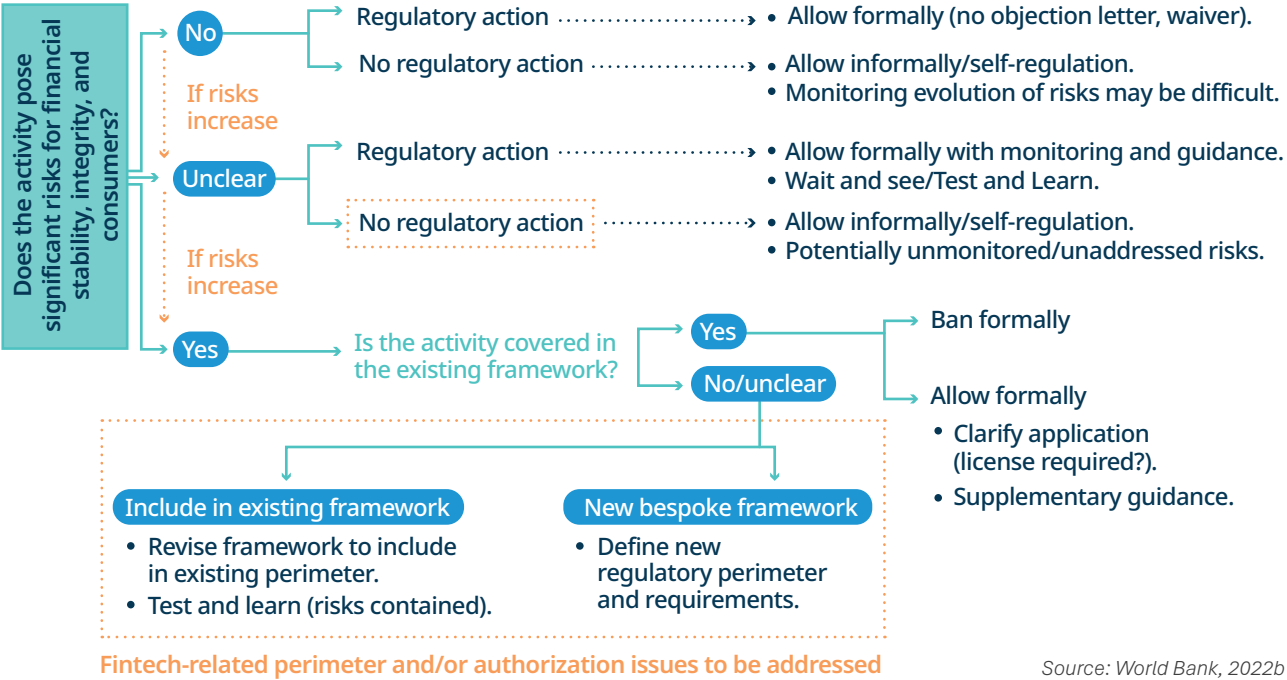 Does the activity pose
significant risks for financial
stability, integrity, and
consumers?
No
Regulatory action
• Allow formally (no objection letter, waiver).
No regulatory action
• Allow informally/self-regulation.
• Monitoring evolution of risks may be difficult.
If risks
increase
Unclear
Regulatory action
• Allow formally with monitoring and guidance.
• Wait and see/Test and Learn.
No regulatory action
• Allow informally/self-regulation.
• Potentially unmonitored/unaddressed risks.
If risks
increase
Yes
Is the activity covered in
the existing framework?
Yes
Ban formally
Allow formally
• Clarify application
(license required?).
• Supplementary guidance.
No/unclear
Include in existing framework
• Revise framework to include
in existing perimeter.
• Test and learn (risks contained).
New bespoke framework
• Define new
regulatory perimeter
and requirements.
Fintech-related perimeter and/or authorization issues to be addressed
Source: World Bank, 2022b